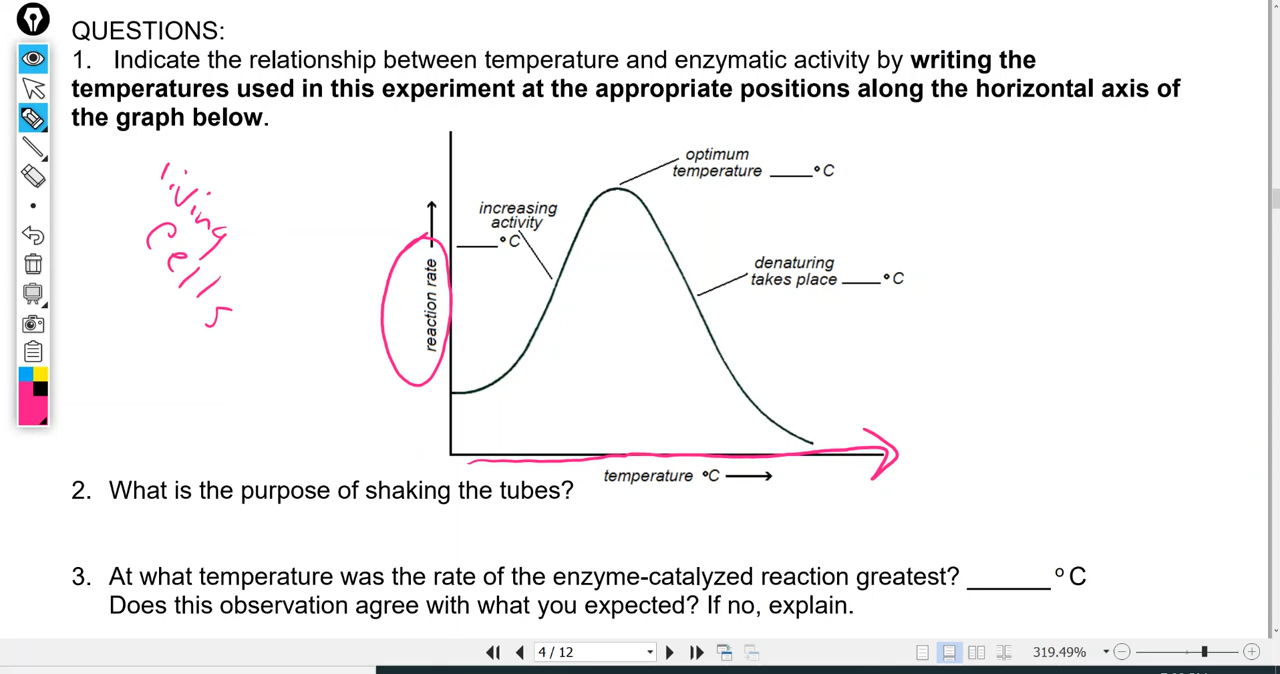 QUESTIONS:
1. Indicate the relationship between temperature and enzymatic activity by writing the
temperatures used in this experiment at the appropriate positions along the horizontal axis of
the graph below.
living
cells
optimum
temperature _____ °C
increasing
activity
_____ °C
denaturing
takes place _____ °C
reaction rate
temperature °C
2. What is the purpose of shaking the tubes?
3. At what temperature was the rate of the enzyme-catalyzed reaction greatest? ______ °C
Does this observation agree with what you expected? If no, explain.
4 / 12
319.49%